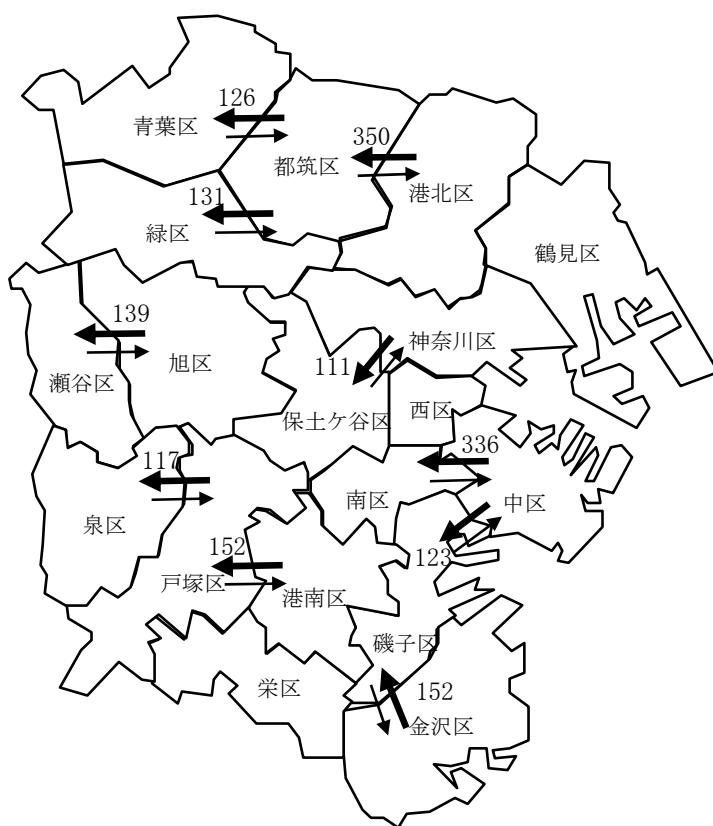 126
青葉区
350
都筑区
港北区
131
緑区
鶴見区
139
旭区
瀬谷区
111
神奈川区
保土ケ谷区
西区
117
336
泉区
南区
中区
152
123
戸塚区
港南区
磯子区
栄区
152
金沢区